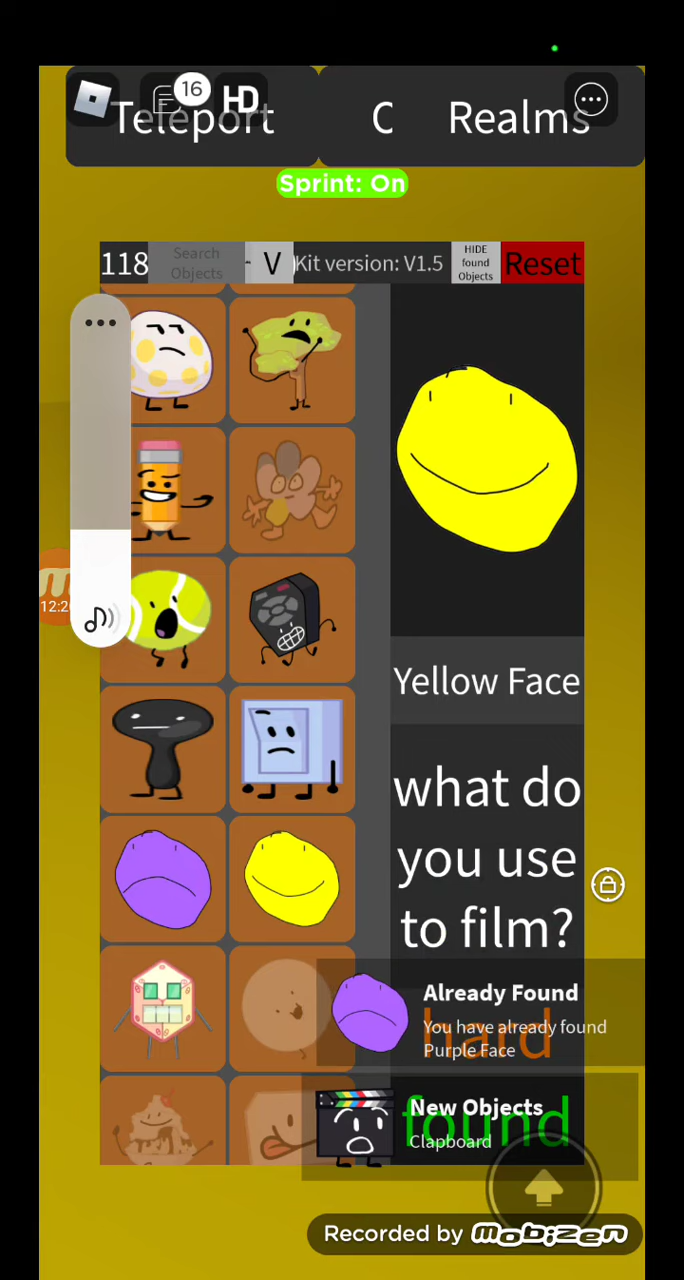 16
HD
Teleport
C
Realms
Sprint: On
118
Search
Objects
V
Kit version: V1.5
HIDE
found
Objects
Reset
12:2
Yellow Face
what do
you use
to film?
hard
Already Found
You have already found
Purple Face
found
New Objects
Clapboard
Recorded by Mobizen